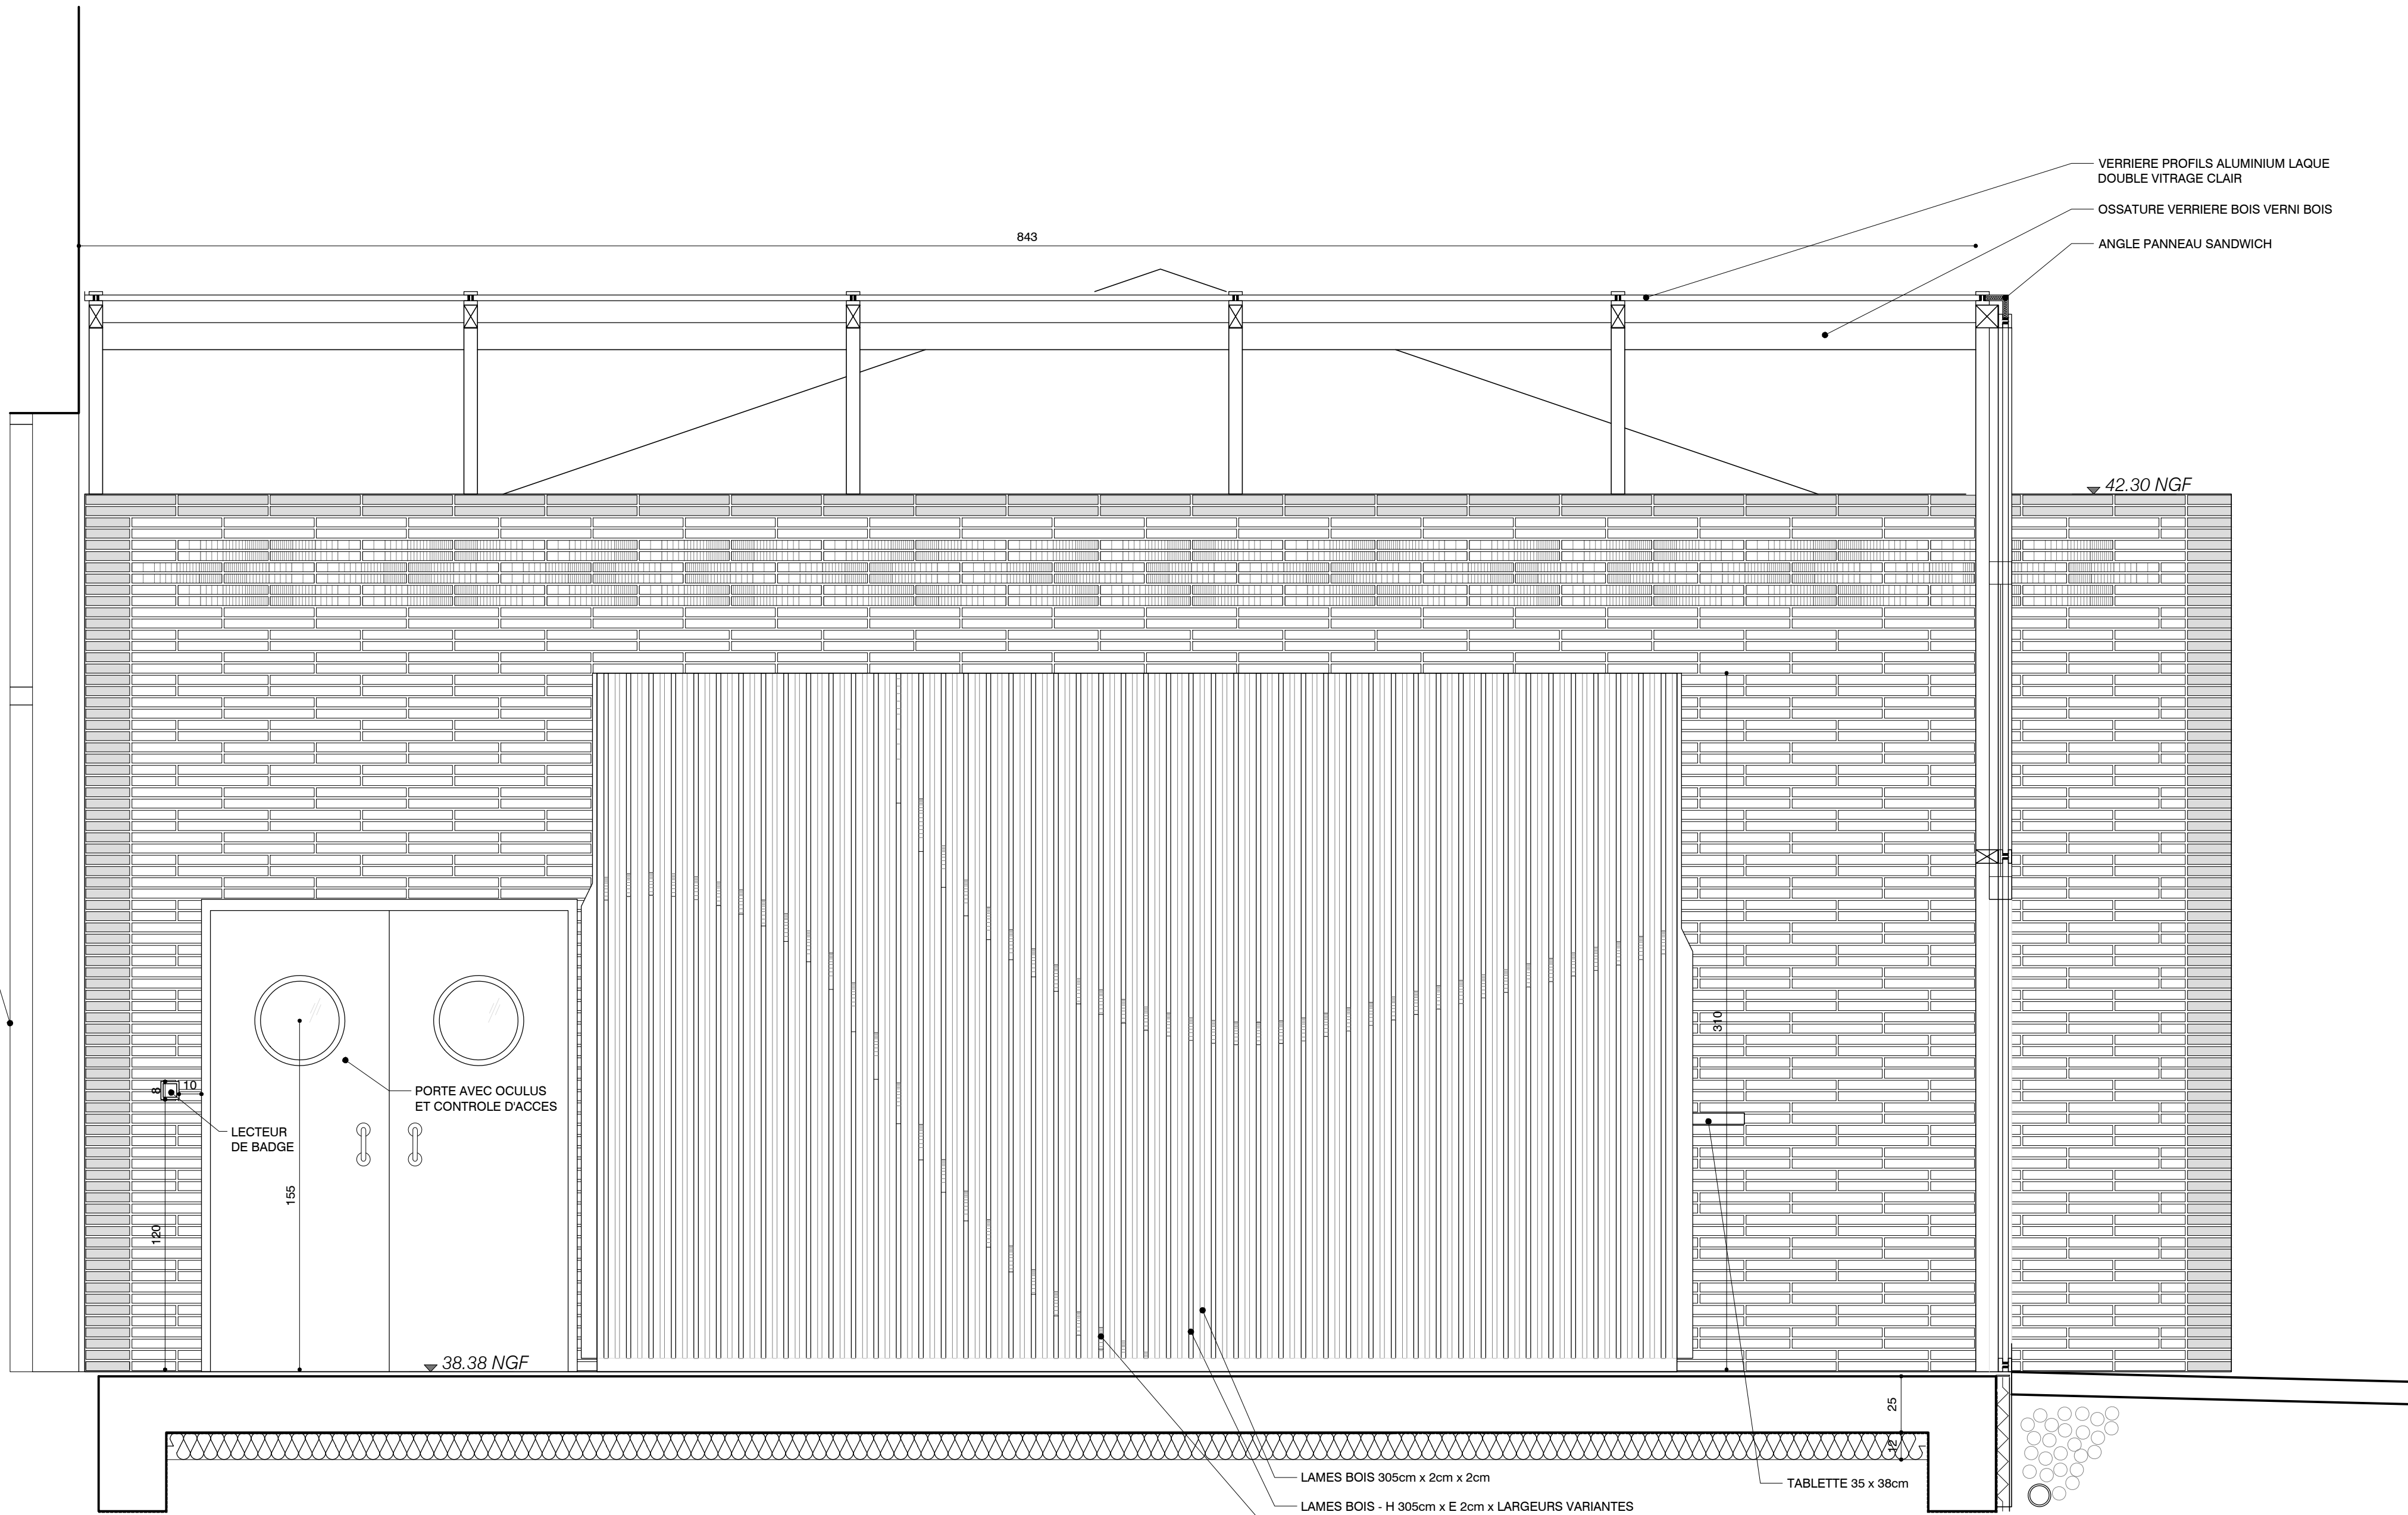 VERRIERE PROFILS ALUMINIUM LAQUE
DOUBLE VITRAGE CLAIR
OSSATURE VERRIERE BOIS VERNI BOIS
843
ANGLE PANNEAU SANDWICH
42.30 NGF
310
8
10
PORTE AVEC OCULUS
ET CONTROLE D'ACCES
LECTEUR
DE BADGE
155
120
38.38 NGF
25
12
LAMES BOIS 305cm x 2cm x 2cm
TABLETTE 35 x 38cm
LAMES BOIS - H 305cm x E 2cm x LARGEURS VARIANTES